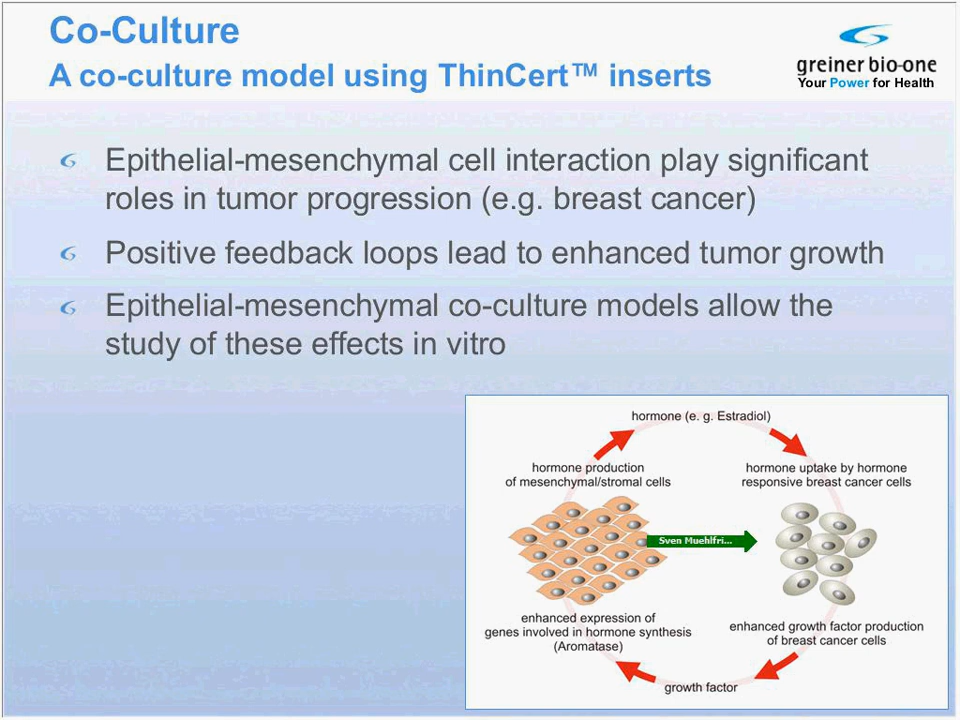 Co-Culture
A co-culture model using ThinCert™ inserts
greiner bio-one
Your Power for Health
Epithelial-mesenchymal cell interaction play significant
roles in tumor progression (e.g. breast cancer)
Positive feedback loops lead to enhanced tumor growth
Epithelial-mesenchymal co-culture models allow the
study of these effects in vitro
hormone (e. g. Estradiol)
hormone production
of mesenchymal/stromal cells
hormone uptake by hormone
responsive breast cancer cells
Sven Muehlfri...
enhanced expression of
genes involved in hormone synthesis
(Aromatase)
enhanced growth factor production
of breast cancer cells
growth factor